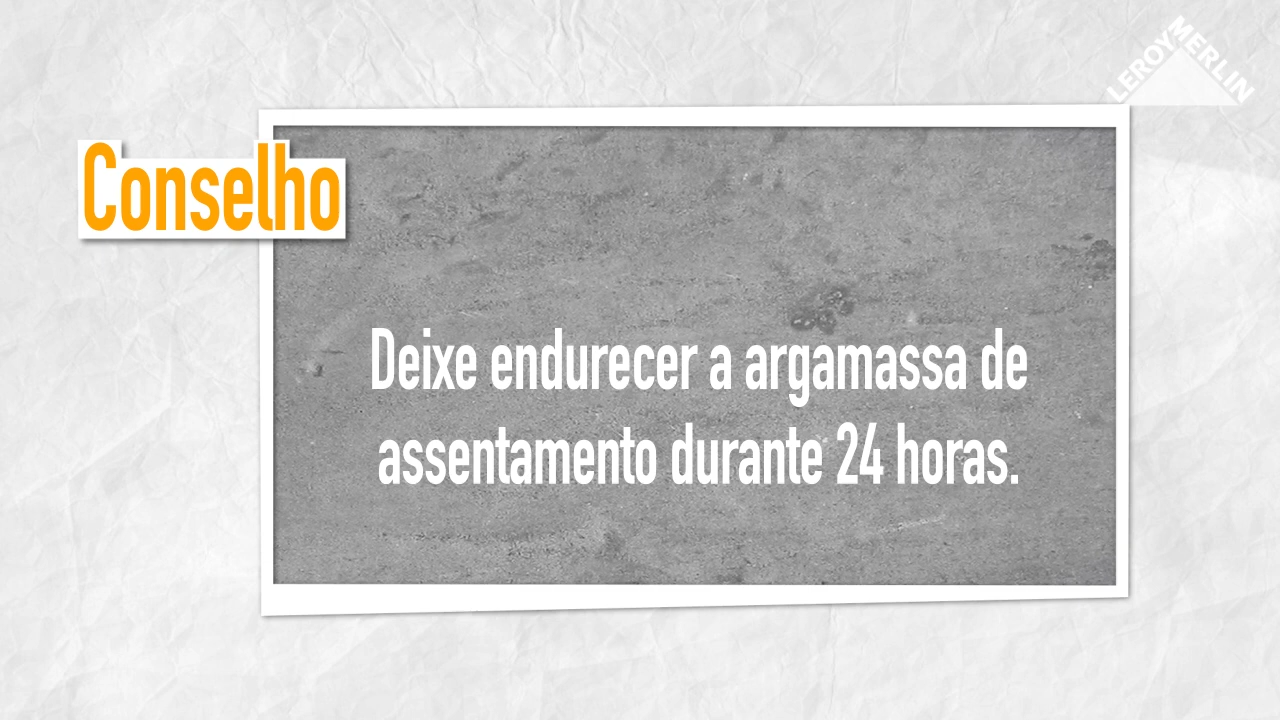 LEROY MERLIN
Conselho
Deixe endurecer a argamassa de
assentamento durante 24 horas.